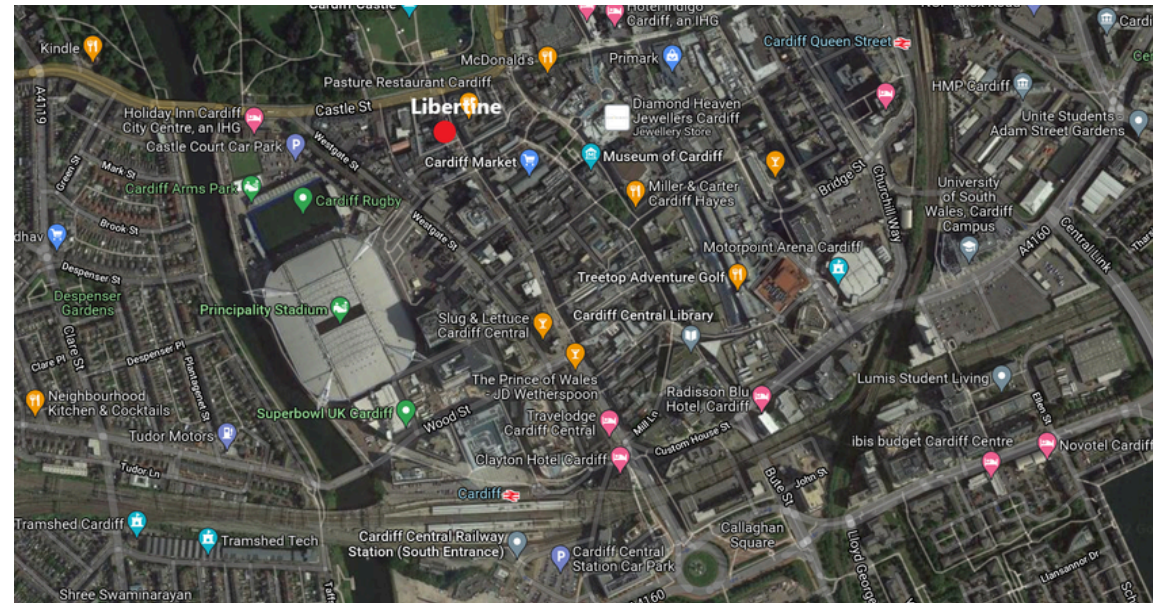 Cardiff Castle
Hotel Indigo
Cardiff, an IHG
Kindle
McDonald's
Primark
Cardiff Queen Street
A4119
Pasture Restaurant Cardiff
Castle St
Libertine
HMP Cardiff
Holiday Inn Cardiff
City Centre, an IHG
Diamond Heaven
Jewellers Cardiff
Jewellery Store
Unite Students -
Adam Street Gardens
Castle Court Car Park
Westgate St
Cardiff Market
Museum of Cardiff
Green St
Mark St
Cardiff Arms Park
Cardiff Rugby
Miller & Carter
Cardiff Hayes
Bridge St
Churchill Way
University
of South
Wales, Cardiff
Campus
Brook St
Westgate St
A4160
Central Link
Motorpoint Arena Cardiff
Despenser St
Treetop Adventure Golf
Despenser
Gardens
Principality Stadium
Slug & Lettuce
Cardiff Central
Cardiff Central Library
Clare St
Clare Pl
Despenser Pl
Plantagenet St
The Prince of Wales
- JD Wetherspoon
Radisson Blu
Hotel, Cardiff
Lumis Student Living
Neighbourhood
Kitchen & Cocktails
Superbowl UK Cardiff
Wood St
Travelodge
Cardiff Central
Mill Ln
Ellen St
Tudor Motors
Custom House St
ibis budget Cardiff Centre
Novotel Cardiff
Clayton Hotel Cardiff
Tudor Ln
Bute St
John St
Cardiff
Tramshed Cardiff
Tramshed Tech
Cardiff Central Railway
Station (South Entrance)
Cardiff Central
Station Car Park
Callaghan
Square
Lloyd George
Llansannor Dr
Shree Swaminarayan
A4160